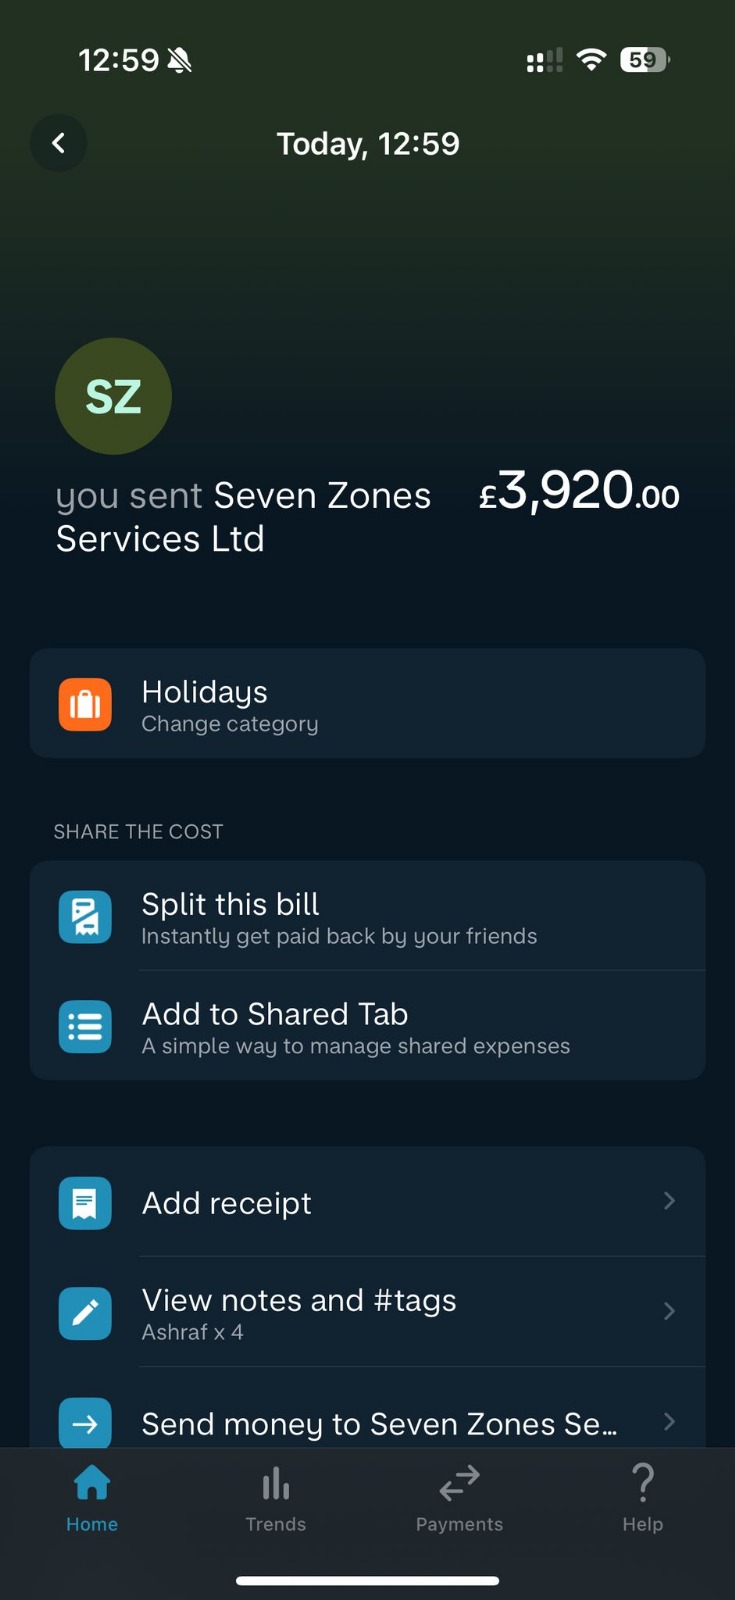 12:59
59
Today, 12:59
SZ
you sent Seven Zones
Services Ltd
£3,920.00
Holidays
Change category
SHARE THE COST
Split this bill
Instantly get paid back by your friends
Add to Shared Tab
A simple way to manage shared expenses
Add receipt
View notes and #tags
Ashraf x 4
Send money to Seven Zones Se...
Home
Trends
Payments
Help